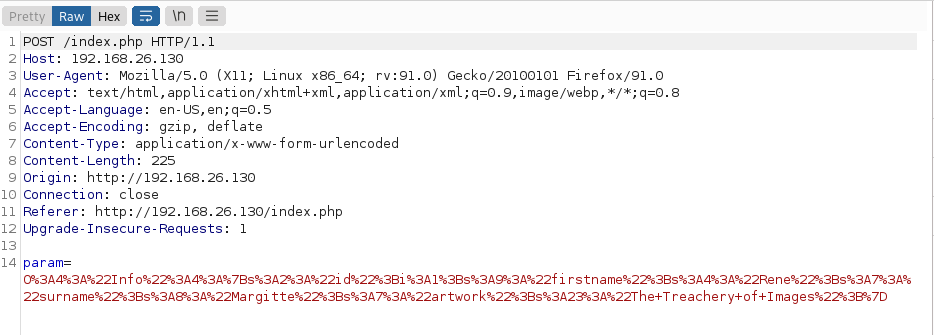 Pretty Raw Hex \n
1 POST /index.php HTTP/1.1
2 Host: 192.168.26.130
3 User-Agent: Mozilla/5.0 (X11; Linux x86_64; rv:91.0) Gecko/20100101 Firefox/91.0
4 Accept: text/html,application/xhtml+xml,application/xml;q=0.9,image/webp,*/*;q=0.8
5 Accept-Language: en-US,en;q=0.5
6 Accept-Encoding: gzip, deflate
7 Content-Type: application/x-www-form-urlencoded
8 Content-Length: 225
9 Origin: http://192.168.26.130
10 Connection: close
11 Referer: http://192.168.26.130/index.php
12 Upgrade-Insecure-Requests: 1
13
14 param=
O%3A4%3A%22Info%22%3A4%3A%7Bs%3A2%3A%22id%22%3Bi%3A1%3Bs%3A9%3A%22firstname%22%3Bs%3A4%3A%22Rene%22%3Bs%3A7%3A%
22surname%22%3Bs%3A8%3A%22Margitte%22%3Bs%3A7%3A%22artwork%22%3Bs%3A23%3A%22The+Treachery+of+Images%22%3B%7D